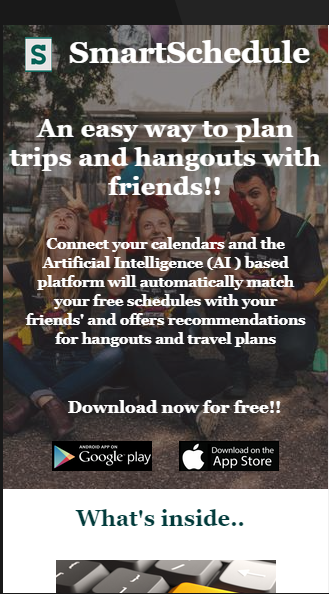 S SmartSchedule
An easy way to plan
trips and hangouts with
friends!!
Connect your calendars and the
Artificial Intelligence (AI ) based
platform will automatically match
your free schedules with your
friends' and offers recommendations
for hangouts and travel plans
Download now for free!!
ANDROID APP ON
Google play
Download on the
App Store
What's inside..